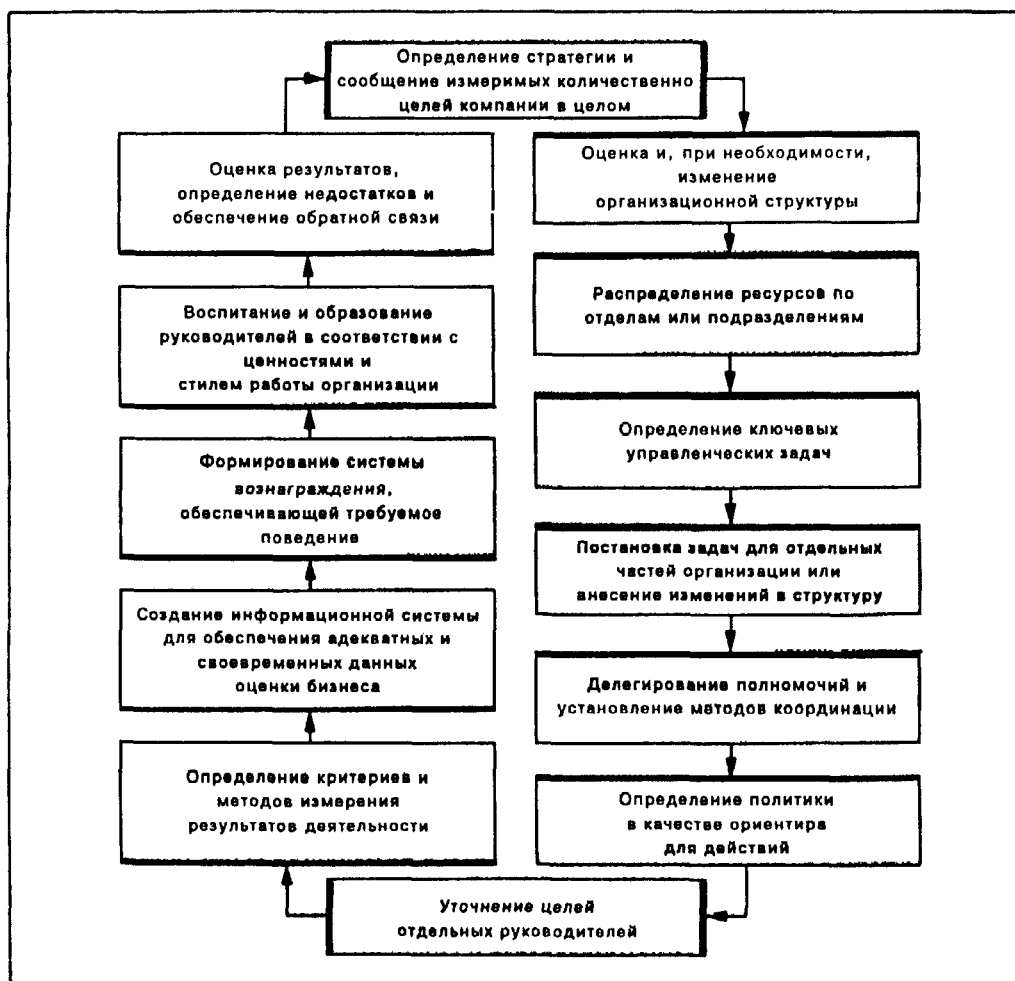 Определение стратегии и
сообщение измеримых количественно
целей компании в целом
Оценка и, при необходимости,
изменение
организационной структуры
Распределение ресурсов по
отделам или подразделениям
Определение ключевых
управленческих задач
Постановка задач для отдельных
частей организации или
внесение изменений в структуру
Делегирование полномочий и
установление методов координации
Определение политики
в качестве ориентира
для действий
Уточнение целей
отдельных руководителей
Определение критериев и
методов измерения
результатов деятельности
Создание информационной системы
для обеспечения адекватных и
своевременных данных
оценки бизнеса
Формирование системы
вознаграждения,
обеспечивающей требуемое
поведение
Воспитание и образование
руководителей в соответствии с
ценностями и
стилем работы организации
Оценка результатов,
определение недостатков и
обеспечение обратной связи